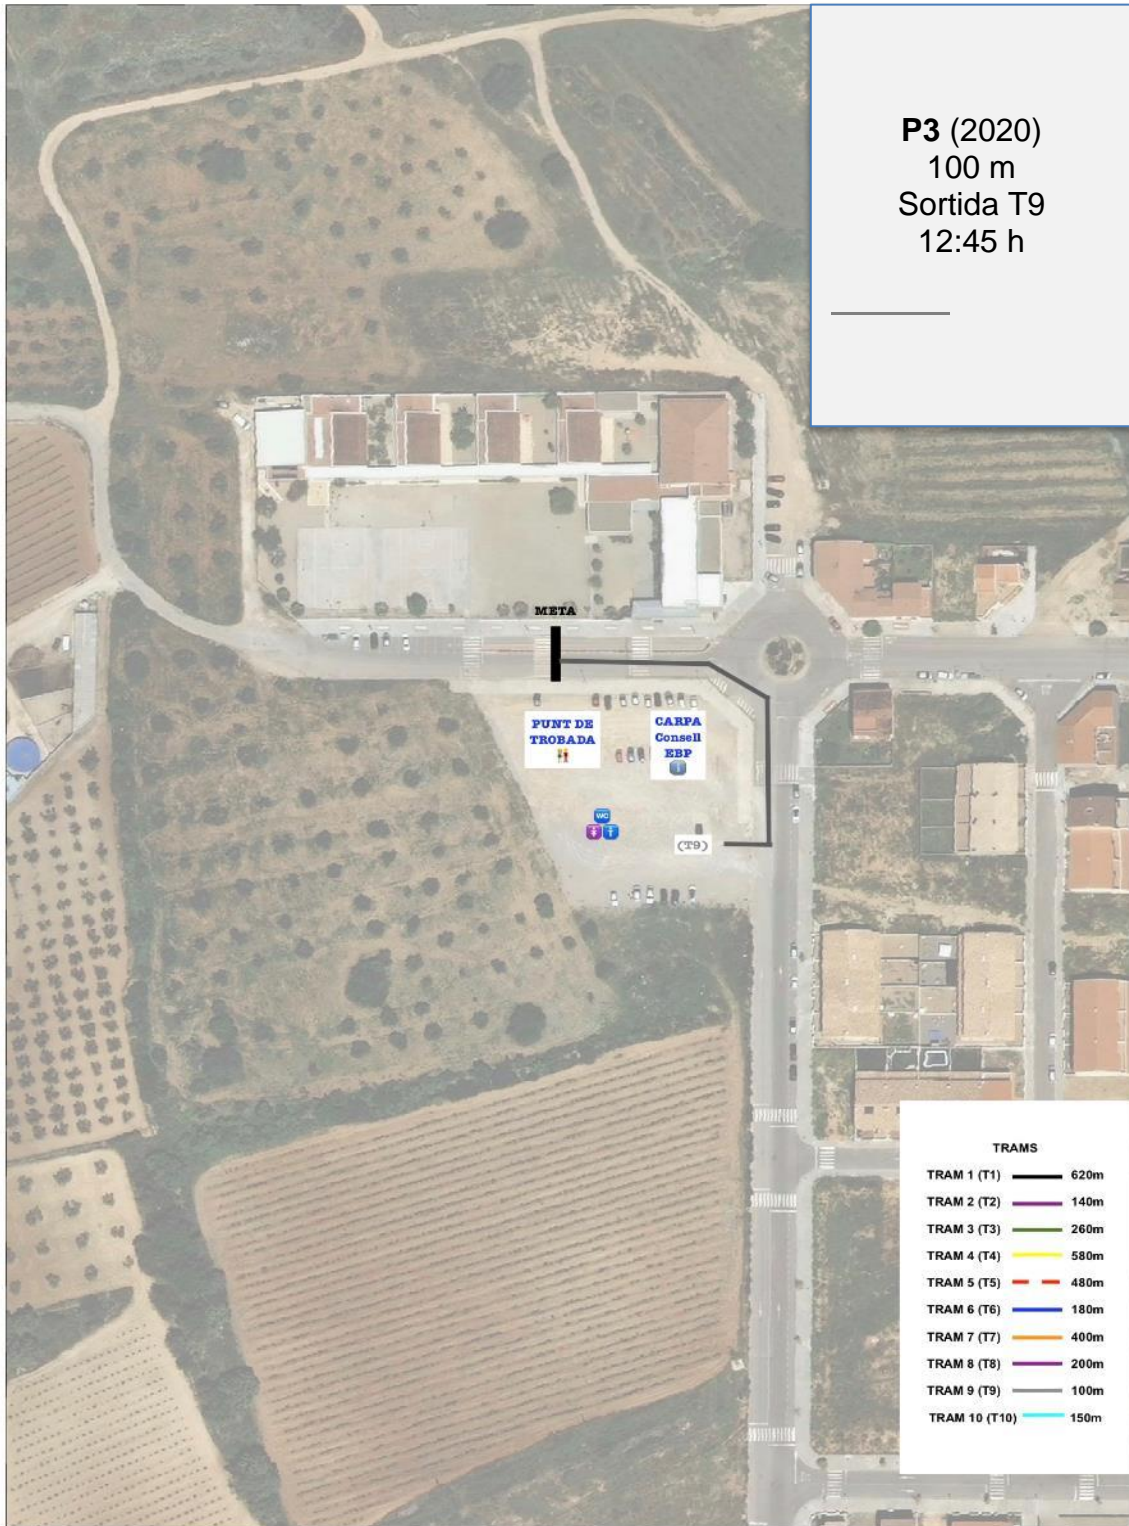 P3 (2020)
100 m
Sortida T9
12:45 h
META
PUNT DE
TROBADA
CARPA
Consell
EBP
WC
(T9)
TRAMS
TRAM 1 (T1) 620m
TRAM 2 (T2) 140m
TRAM 3 (T3) 260m
TRAM 4 (T4) 580m
TRAM 5 (T5) 480m
TRAM 6 (T6) 180m
TRAM 7 (T7) 400m
TRAM 8 (T8) 200m
TRAM 9 (T9) 100m
TRAM 10 (T10) 150m